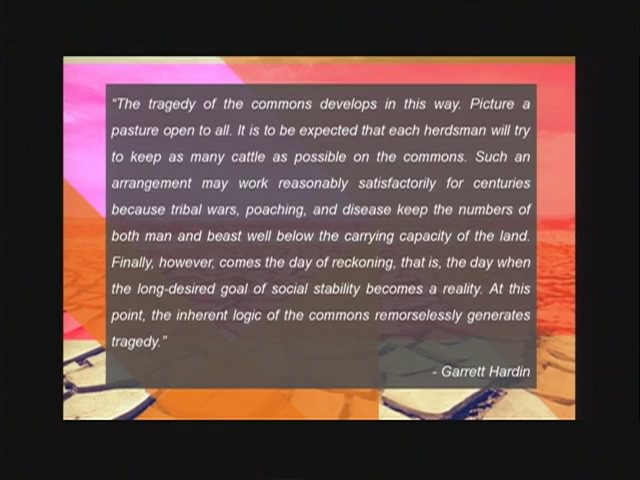 “The tragedy of the commons develops in this way. Picture a
pasture open to all. It is to be expected that each herdsman will try
to keep as many cattle as possible on the commons. Such an
arrangement may work reasonably satisfactorily for centuries
because tribal wars, poaching, and disease keep the numbers of
both man and beast well below the carrying capacity of the land.
Finally, however, comes the day of reckoning, that is, the day when
the long-desired goal of social stability becomes a reality. At this
point, the inherent logic of the commons remorselessly generates
tragedy.”
- Garrett Hardin